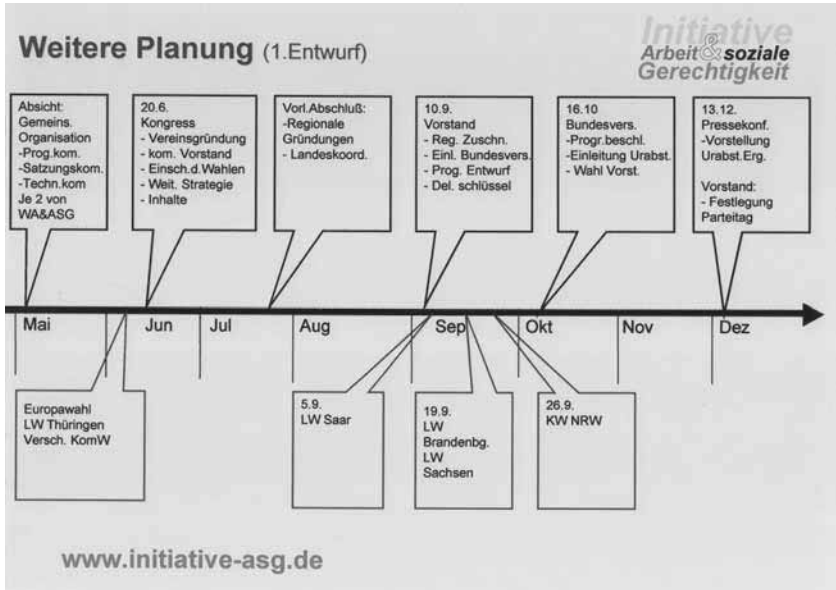 Weitere Planung (1.Entwurf)
Initiative
Arbeit & soziale
Gerechtigkeit
Absicht:
Gemeins.
Organisation
-Prog.kom.
-Satzungskom.
-Techn.kom
Je 2 von
WA&ASG
20.6.
Kongress
- Vereinsgründung
- kom. Vorstand
- Einsch.d.Wahlen
- Weit. Strategie
- Inhalte
Vorl.Abschluß:
-Regionale
Gründungen
- Landeskoord.
10.9.
Vorstand
- Reg. Zuschn.
- Einl. Bundesvers.
- Prog. Entwurf
- Del. schlüssel
16.10
Bundesvers.
-Progr.beschl.
-Einleitung Urabst.
- Wahl Vorst.
13.12.
Pressekonf.
-Vorstellung
Urabst.Erg.
Vorstand:
- Festlegung
Parteitag
Mai Jun Jul Aug Sep Okt Nov Dez
Europawahl
LW Thüringen
Versch. KomW
5.9.
LW Saar
19.9.
LW
Brandenbg.
LW
Sachsen
26.9.
KW NRW
www.initiative-asg.de